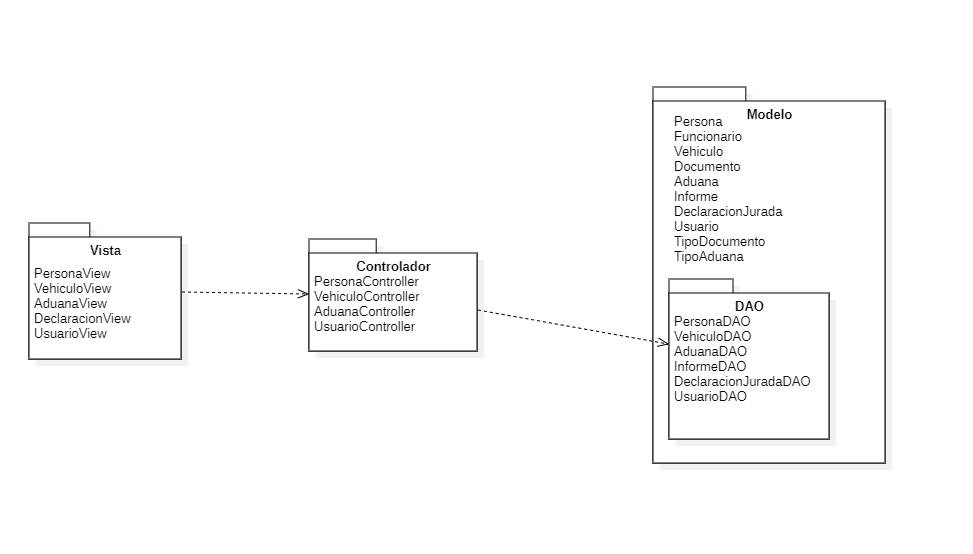 Vista
PersonaView
VehiculoView
AduanaView
DeclaracionView
UsuarioView
Controlador
PersonaController
VehiculoController
AduanaController
UsuarioController
Modelo
Persona
Funcionario
Vehiculo
Documento
Aduana
Informe
DeclaracionJurada
Usuario
TipoDocumento
TipoAduana
DAO
PersonaDAO
VehiculoDAO
AduanaDAO
InformeDAO
DeclaracionJuradaDAO
UsuarioDAO